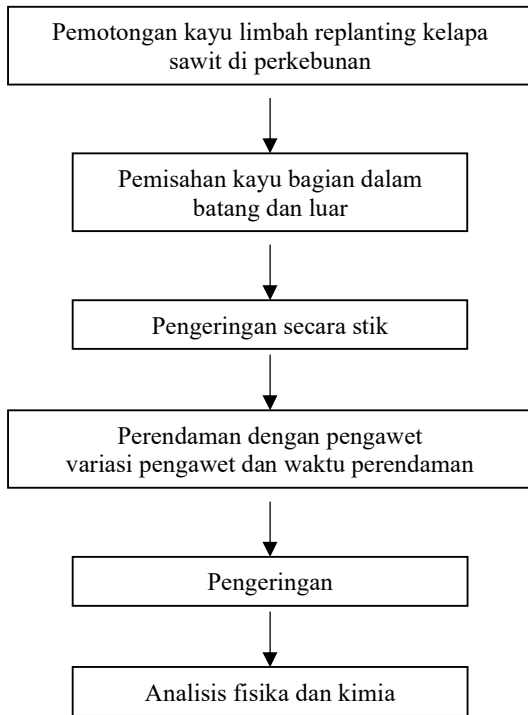 Pemotongan kayu limbah replanting kelapa
sawit di perkebunan
Pemisahan kayu bagian dalam
batang dan luar
Pengeringan secara stik
Perendaman dengan pengawet
variasi pengawet dan waktu perendaman
Pengeringan
Analisis fisika dan kimia